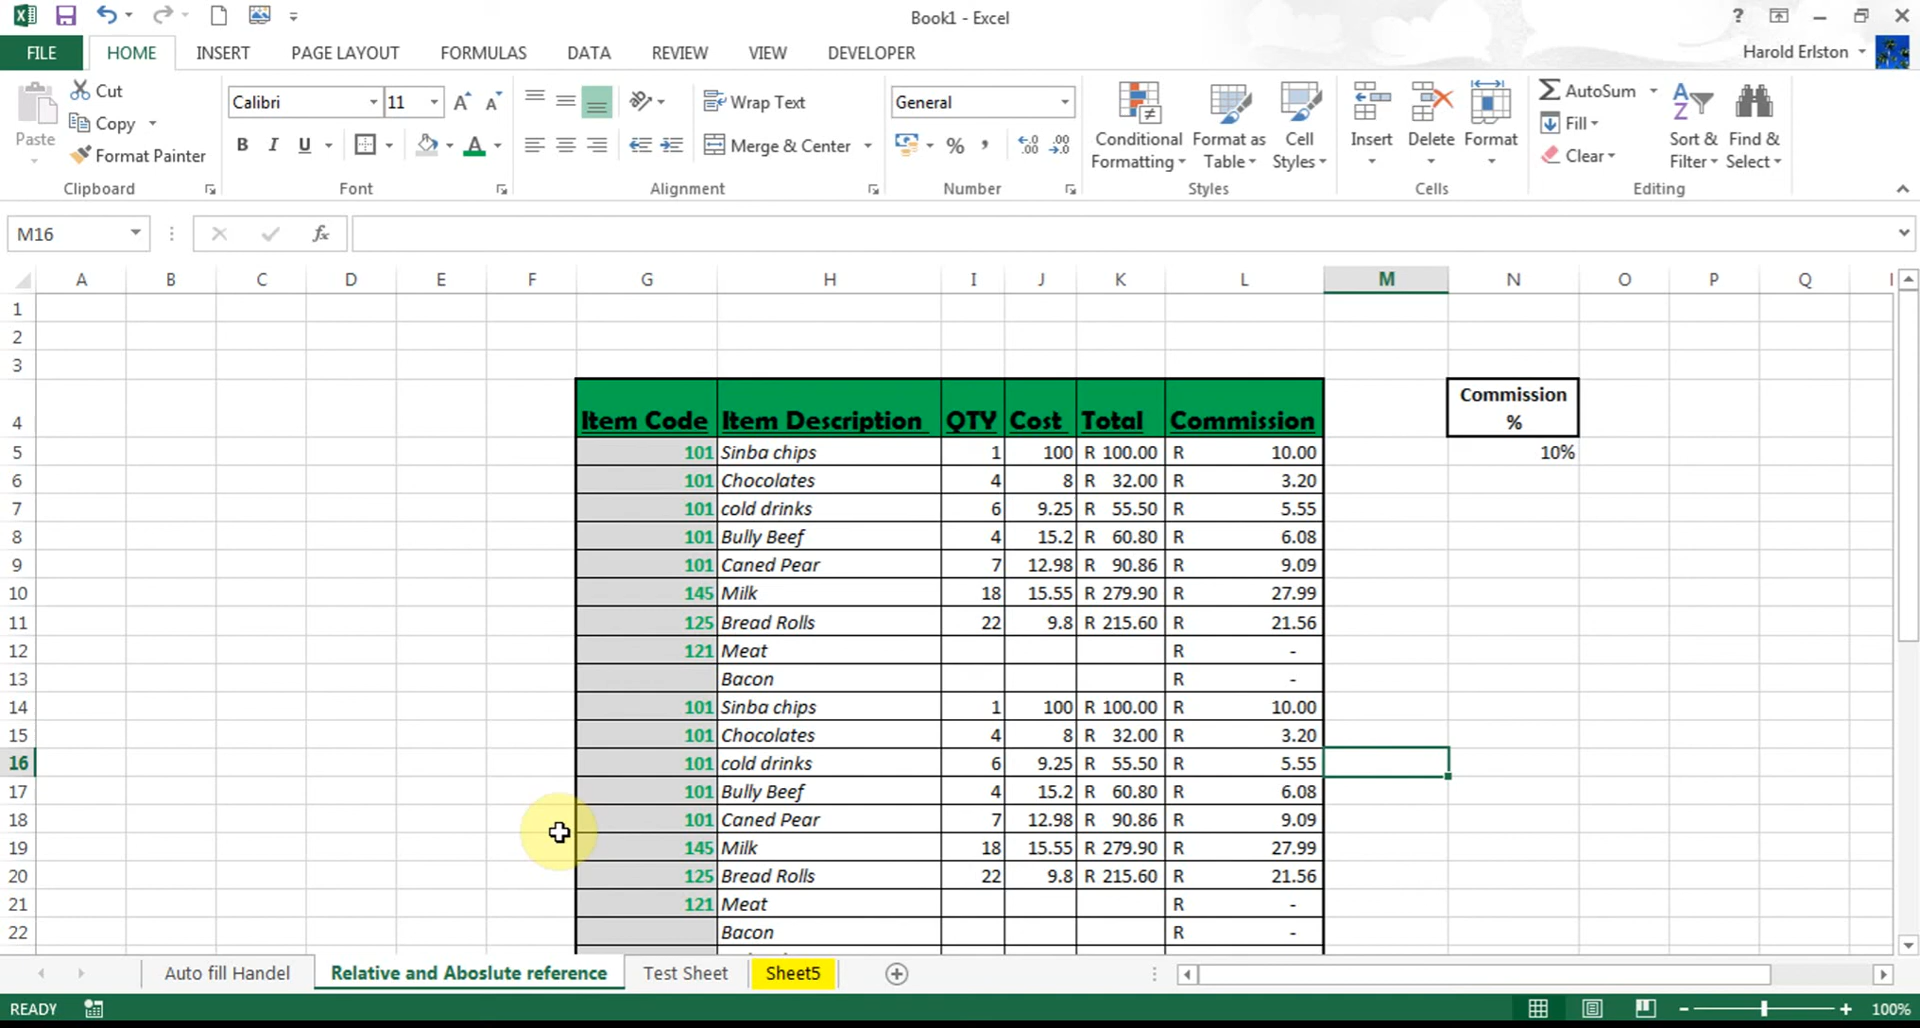 Book1 - Excel
?
FILE HOME INSERT PAGE LAYOUT FORMULAS DATA REVIEW VIEW DEVELOPER Harold Erlston
Paste Cut Copy Format Painter Clipboard
Calibri 11 A A B I U A Font
Wrap Text Merge & Center Alignment
General % , Number
Conditional Formatting Format as Table Cell Styles Styles
Insert Delete Format Cells
AutoSum Fill Clear Sort & Filter Find & Select Editing
M16 fx
A B C D E F G H I J K L M N O P Q
1
2
3
4 Item Code Item Description QTY Cost Total Commission Commission %
5 101 Sinba chips 1 100 R 100.00 R 10.00 10%
6 101 Chocolates 4 8 R 32.00 R 3.20
7 101 cold drinks 6 9.25 R 55.50 R 5.55
8 101 Bully Beef 4 15.2 R 60.80 R 6.08
9 101 Caned Pear 7 12.98 R 90.86 R 9.09
10 145 Milk 18 15.55 R 279.90 R 27.99
11 125 Bread Rolls 22 9.8 R 215.60 R 21.56
12 121 Meat R -
13 Bacon R -
14 101 Sinba chips 1 100 R 100.00 R 10.00
15 101 Chocolates 4 8 R 32.00 R 3.20
16 101 cold drinks 6 9.25 R 55.50 R 5.55
17 101 Bully Beef 4 15.2 R 60.80 R 6.08
18 101 Caned Pear 7 12.98 R 90.86 R 9.09
19 145 Milk 18 15.55 R 279.90 R 27.99
20 125 Bread Rolls 22 9.8 R 215.60 R 21.56
21 121 Meat R -
22 Bacon R -
Auto fill Handel Relative and Aboslute reference Test Sheet Sheet5
READY 100%